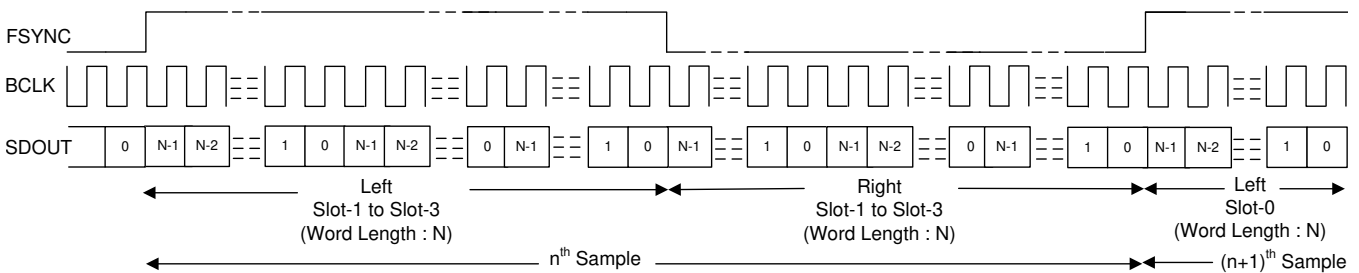 FSYNC
BCLK
SDOUT 0 N-1 N-2 1 0 N-1 N-2 0 N-1 1 0 N-1 1 0 N-1 N-2 0 N-1 1 0 N-1 N-2 1 0
Left Right Left
Slot-1 to Slot-3 Slot-1 to Slot-3 Slot-0
(Word Length : N) (Word Length : N) (Word Length : N)
nth Sample (n+1)th Sample